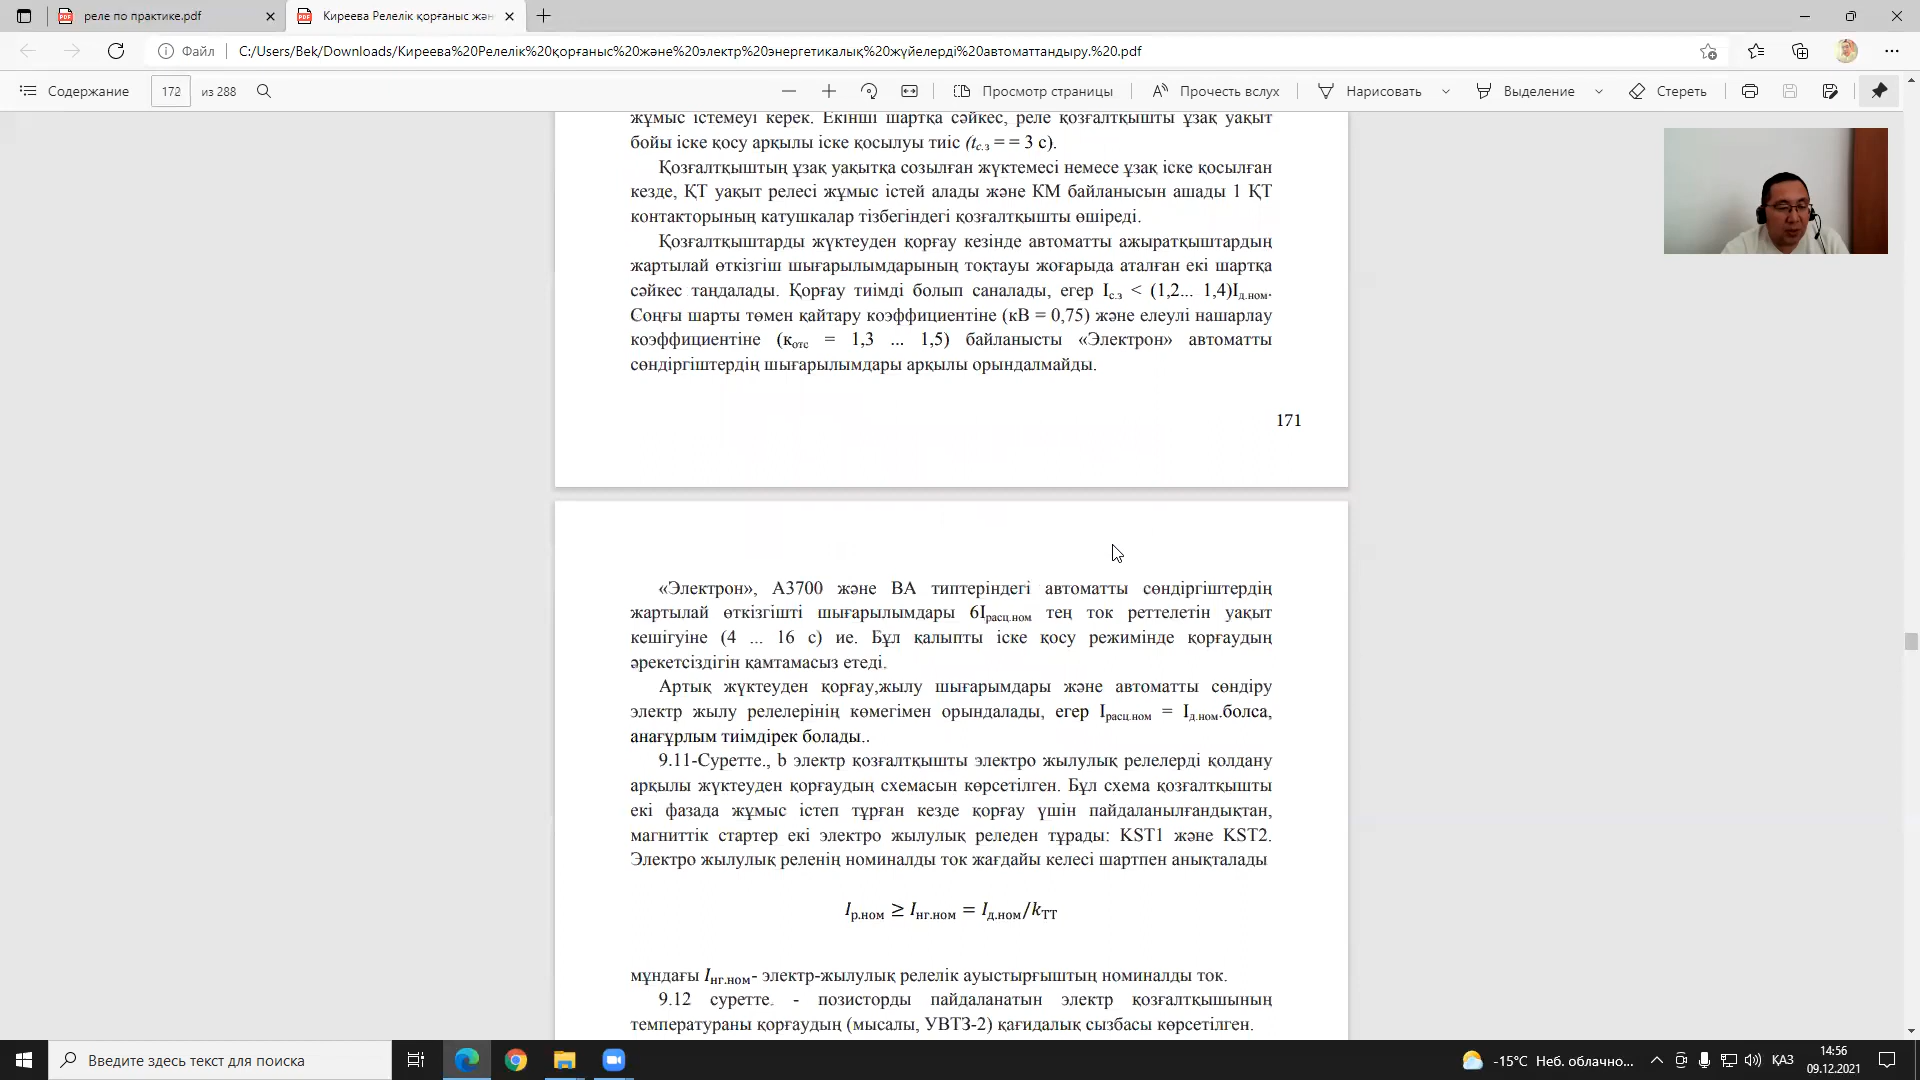 реле по практике.pdf
Киреева Релелік қорғаныс жән
Файл
C:/Users/Bek/Downloads/Киреева%20Релелік%20қорғаныс%20және%20электр%20энергетикалық%20жүйелерді%20автоматтандыру.%20.pdf
Содержание
172
из 288
Просмотр страницы
Прочесть вслух
Нарисовать
Выделение
Стереть
жұмыс істемеуі керек. Екінші шартқа сәйкес, реле қозғалтқышты ұзақ уақыт
бойы іске қосу арқылы іске қосылуы тиіс (tс.з = = 3 с).
Қозғалтқыштың ұзақ уақытқа созылған жүктемесі немесе ұзақ іске қосылған
кезде, ҚТ уақыт релесі жұмыс істей алады және КМ байланысын ашады 1 ҚТ
контакторының катушкалар тізбегіндегі қозғалтқышты өшіреді.
Қозғалтқыштарды жүктеуден қорғау кезінде автоматты ажыратқыштардың
жартылай өткізгіш шығарылымдарының тоқтауы жоғарыда аталған екі шартқа
сәйкес таңдалады. Қорғау тиімді болып саналады, егер Iс.з < (1,2... 1,4)Iд.ном.
Соңғы шарты төмен қайтару коэффициентіне (кВ = 0,75) және елеулі нашарлау
коэффициентіне (котс = 1,3 ... 1,5) байланысты «Электрон» автоматты
сөндіргіштердің шығарылымдары арқылы орындалмайды.
171
«Электрон», А3700 және ВА типтеріндегі автоматты сөндіргіштердің
жартылай өткізгішті шығарылымдары 6Iрасц.ном тең ток реттелетін уақыт
кешігуіне (4 ... 16 с) ие. Бұл қалыпты іске қосу режимінде қорғаудың
әрекетсіздігін қамтамасыз етеді.
Артық жүктеуден қорғау,жылу шығарымдары және автоматты сөндіру
электр жылу релелерінің көмегімен орындалады, егер Iрасц.ном = Iд.ном.болса,
анағұрлым тиімдірек болады..
9.11-Суретте., b электр қозғалтқышты электро жылулық релелерді қолдану
арқылы жүктеуден қорғаудың схемасын көрсетілген. Бұл схема қозғалтқышты
екі фазада жұмыс істеп тұрған кезде қорғау үшін пайдаланылғандықтан,
магниттік стартер екі электро жылулық реледен тұрады: KST1 және KST2.
Электро жылулық реленің номиналды ток жағдайы келесі шартпен анықталады
Iр.ном ≥ Iнг.ном = Iд.ном/kТТ
мұндағы Iнг.ном- электр-жылулық релелік ауыстырғыштың номиналды ток.
9.12 суретте. - позисторды пайдаланатын электр қозғалтқышының
температураны қорғаудың (мысалы, УВТЗ-2) қағидалық сызбасы көрсетілген.
Введите здесь текст для поиска
-15°C Неб. облачно...
ҚАЗ
14:56
09.12.2021